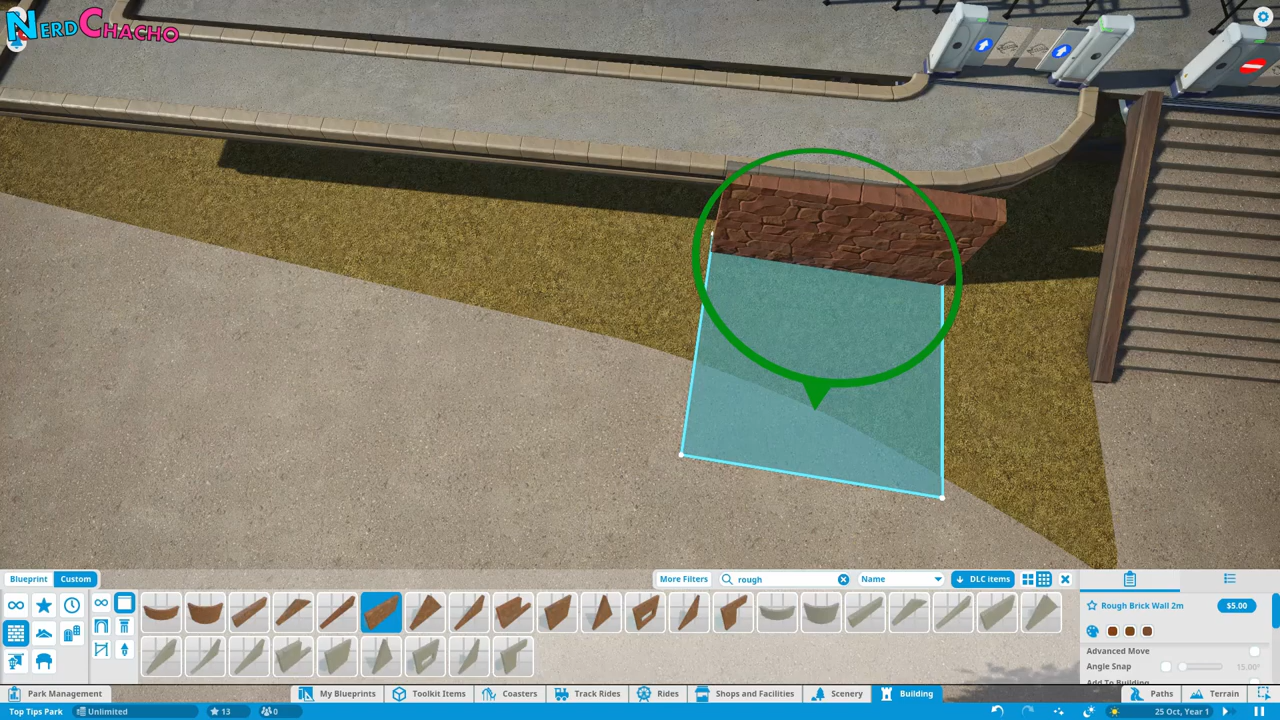 NERDCHACHO
Blueprint Custom More Filters rough Name DLC items
Rough Brick Wall 2m $5.00
Advanced Move
Angle Snap 15.00°
Park Management My Blueprints Toolkit Items Coasters Track Rides Rides Shops and Facilities Scenery Building Paths Terrain
Top Tips Park Unlimited 13 0 25 Oct, Year 1